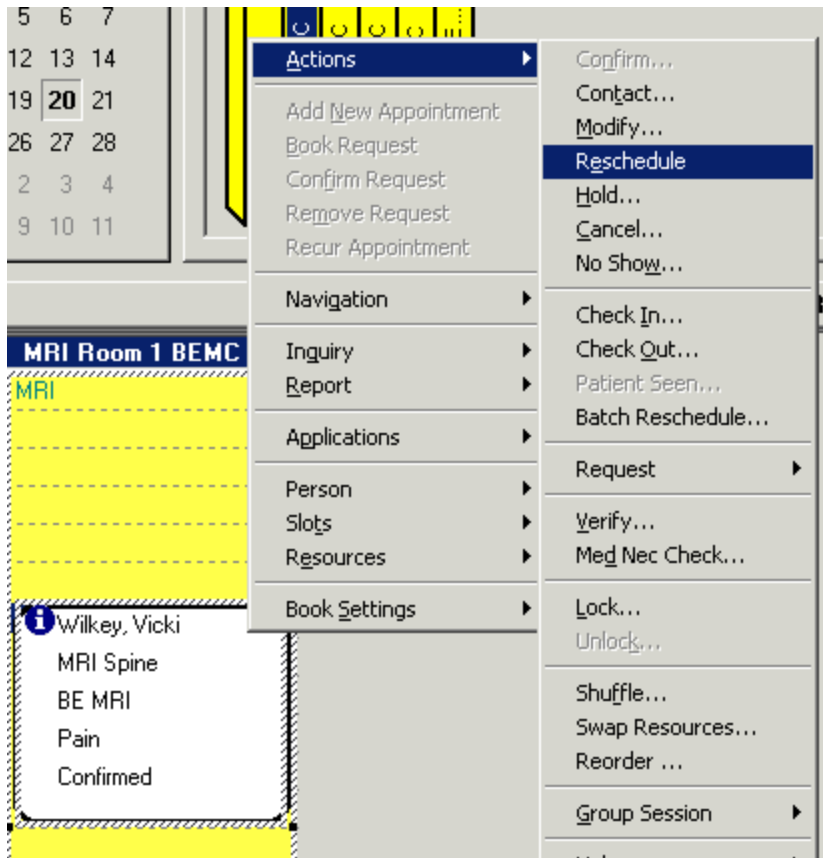 5 6 7
12 13 14
19 20 21
26 27 28
2 3 4
9 10 11
Actions
Add New Appointment
Book Request
Confirm Request
Remove Request
Recur Appointment
Navigation
Inquiry
Report
Applications
Person
Slots
Resources
Book Settings
Confirm...
Contact...
Modify...
Reschedule
Hold...
Cancel...
No Show...
Check In...
Check Out...
Patient Seen...
Batch Reschedule...
Request
Verify...
Med Nec Check...
Lock...
Unlock...
Shuffle...
Swap Resources...
Reorder ...
Group Session
MRI Room 1 BEMC
MRI
Wilkey, Vicki
MRI Spine
BE MRI
Pain
Confirmed